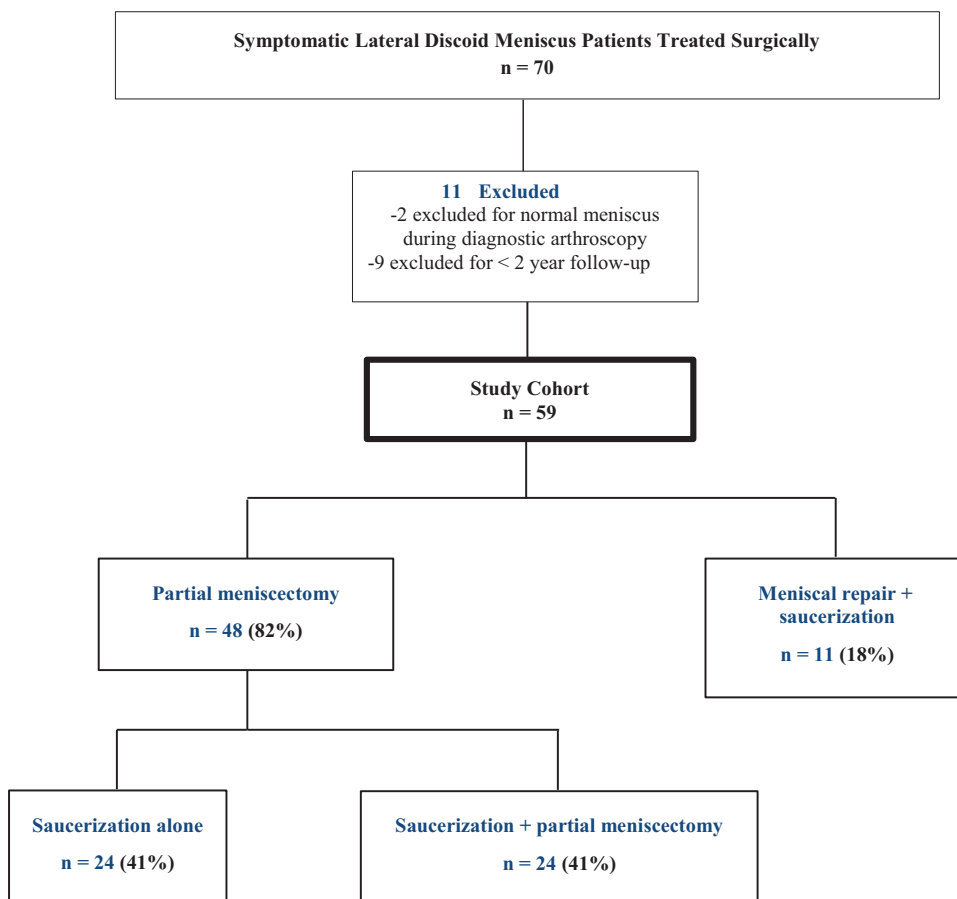 Symptomatic Lateral Discoid Meniscus Patients Treated Surgically
n = 70
11 Excluded
-2 excluded for normal meniscus
during diagnostic arthroscopy
-9 excluded for < 2 year follow-up
Study Cohort
n = 59
Partial meniscectomy
n = 48 (82%)
Meniscal repair +
saucerization
n = 11 (18%)
Saucerization alone
n = 24 (41%)
Saucerization + partial meniscectomy
n = 24 (41%)